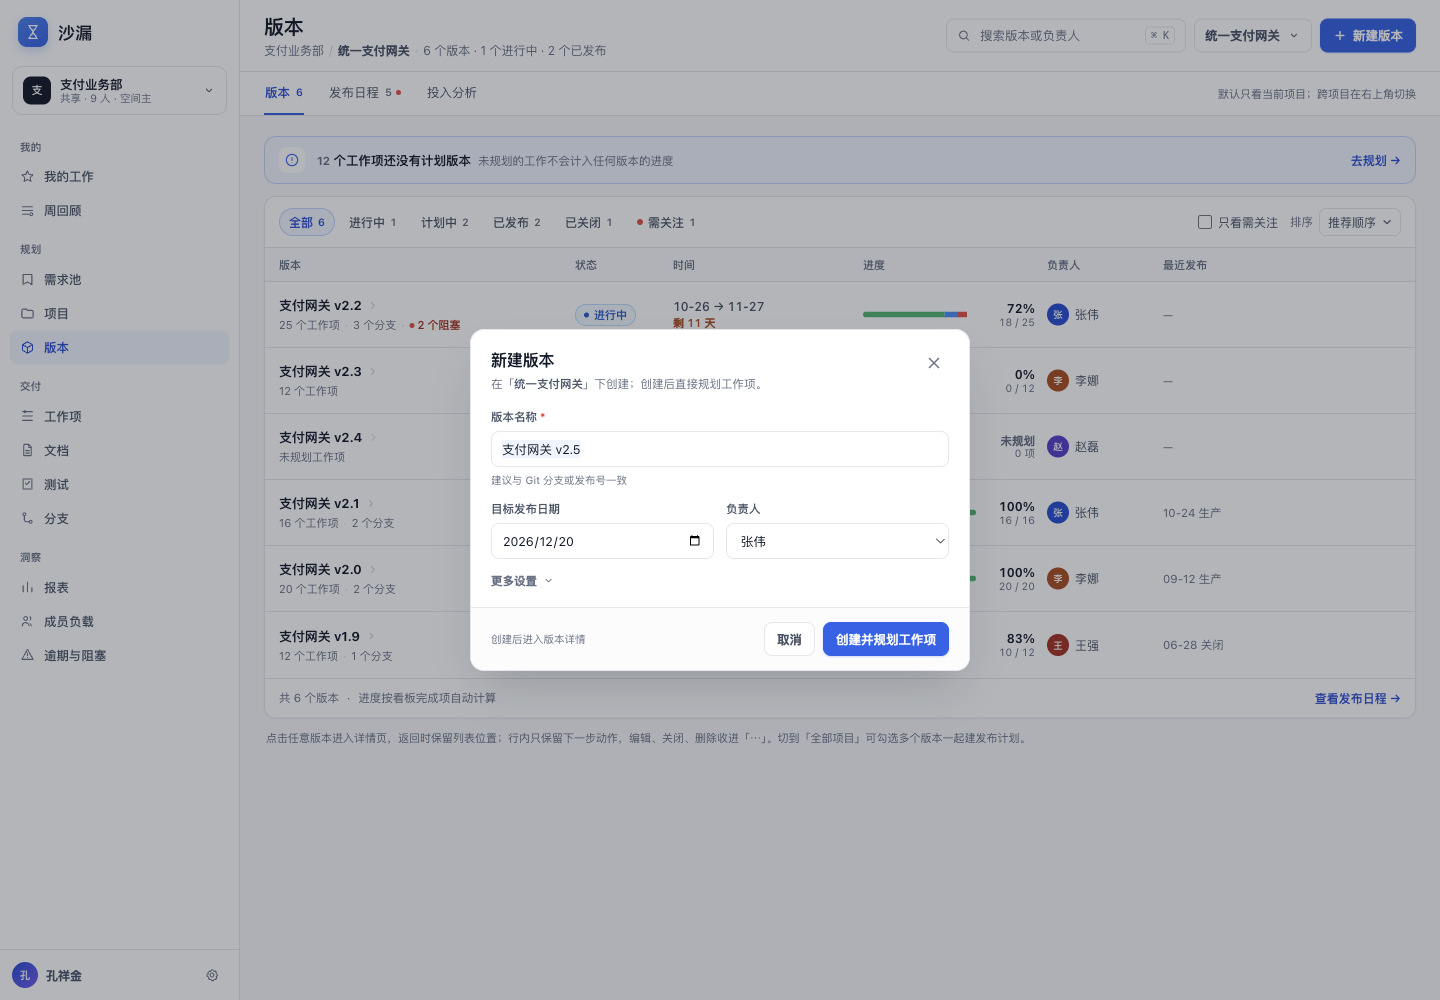 沙漏
支
支付业务部
共享 · 9 人 · 空间主
我的
我的工作
周回顾
规划
需求池
项目
版本
交付
工作项
文档
测试
分支
洞察
报表
成员负载
逾期与阻塞
孔
孔祥金
版本
支付业务部 / 统一支付网关 · 6 个版本 · 1 个进行中 · 2 个已发布
搜索版本或负责人 ⌘ K
统一支付网关
新建版本
版本 6 发布日程 5 投入分析
默认只看当前项目；跨项目在右上角切换
12 个工作项还没有计划版本 未规划的工作不会计入任何版本的进度
去规划 →
全部 6 进行中 1 计划中 2 已发布 2 已关闭 1 需关注 1
只看需关注 排序 推荐顺序
版本 状态 时间 进度 负责人 最近发布
支付网关 v2.2
25 个工作项 · 3 个分支 · 2 个阻塞
进行中
10-26 → 11-27
剩 11 天
72%
18 / 25
张 张伟
—
支付网关 v2.3
12 个工作项
0%
0 / 12
李 李娜
—
支付网关 v2.4
未规划工作项
未规划
0 项
赵 赵磊
—
支付网关 v2.1
16 个工作项 · 2 个分支
100%
16 / 16
张 张伟
10-24 生产
支付网关 v2.0
20 个工作项 · 2 个分支
100%
20 / 20
李 李娜
09-12 生产
支付网关 v1.9
12 个工作项 · 1 个分支
83%
10 / 12
王 王强
06-28 关闭
共 6 个版本 · 进度按看板完成项自动计算
查看发布日程 →
点击任意版本进入详情页，返回时保留列表位置；行内只保留下一步动作，编辑、关闭、删除收进「⋯」。切到「全部项目」可勾选多个版本一起建发布计划。
新建版本
在「统一支付网关」下创建；创建后直接规划工作项。
版本名称 *
支付网关 v2.5
建议与 Git 分支或发布号一致
目标发布日期 负责人
2026/12/20 张伟
更多设置
创建后进入版本详情
取消 创建并规划工作项